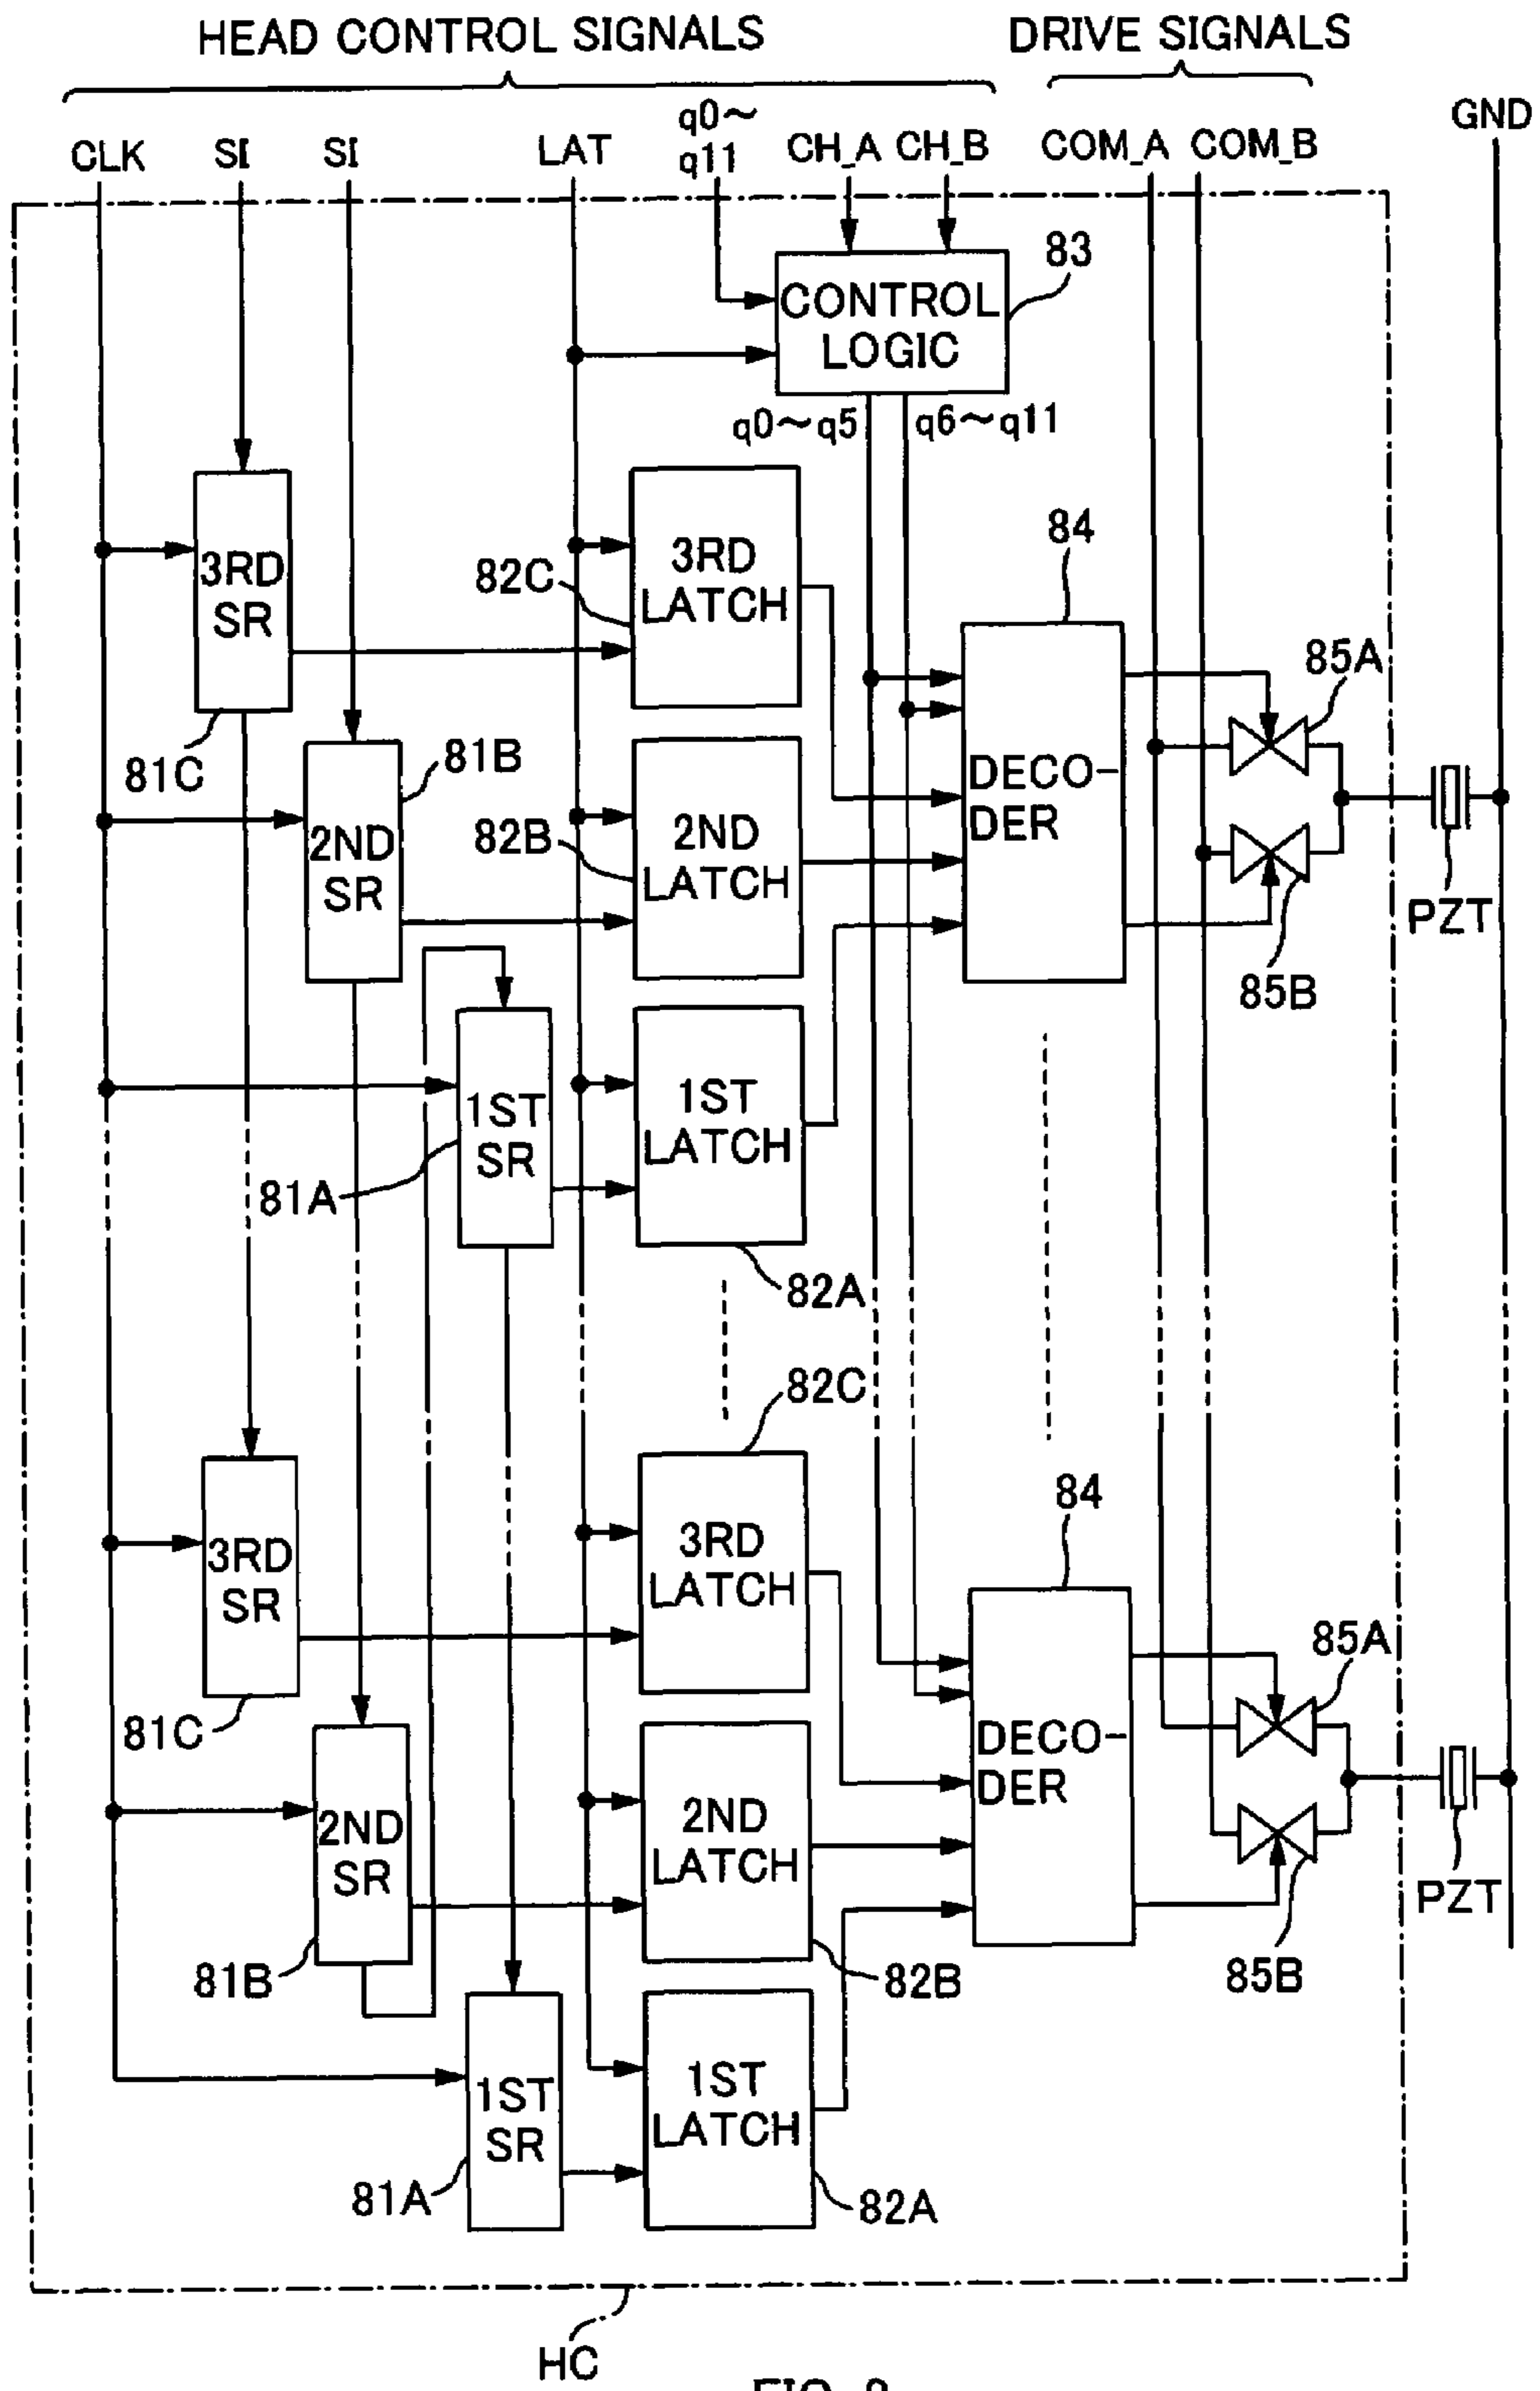 HEAD CONTROL SIGNALS
DRIVE SIGNALS
CLK
SI
SI
LAT
q0~
q11
CH_A
CH_B
COM_A
COM_B
GND
83
CONTROL
LOGIC
q0~q5
q6~q11
3RD
SR
81C
82C
3RD
LATCH
84
DECO-
DER
85A
81B
2ND
SR
82B
2ND
LATCH
85B
PZT
1ST
SR
81A
1ST
LATCH
82A
82C
3RD
SR
81C
3RD
LATCH
84
DECO-
DER
85A
2ND
SR
81B
2ND
LATCH
82B
85B
PZT
1ST
SR
81A
1ST
LATCH
82A
HC